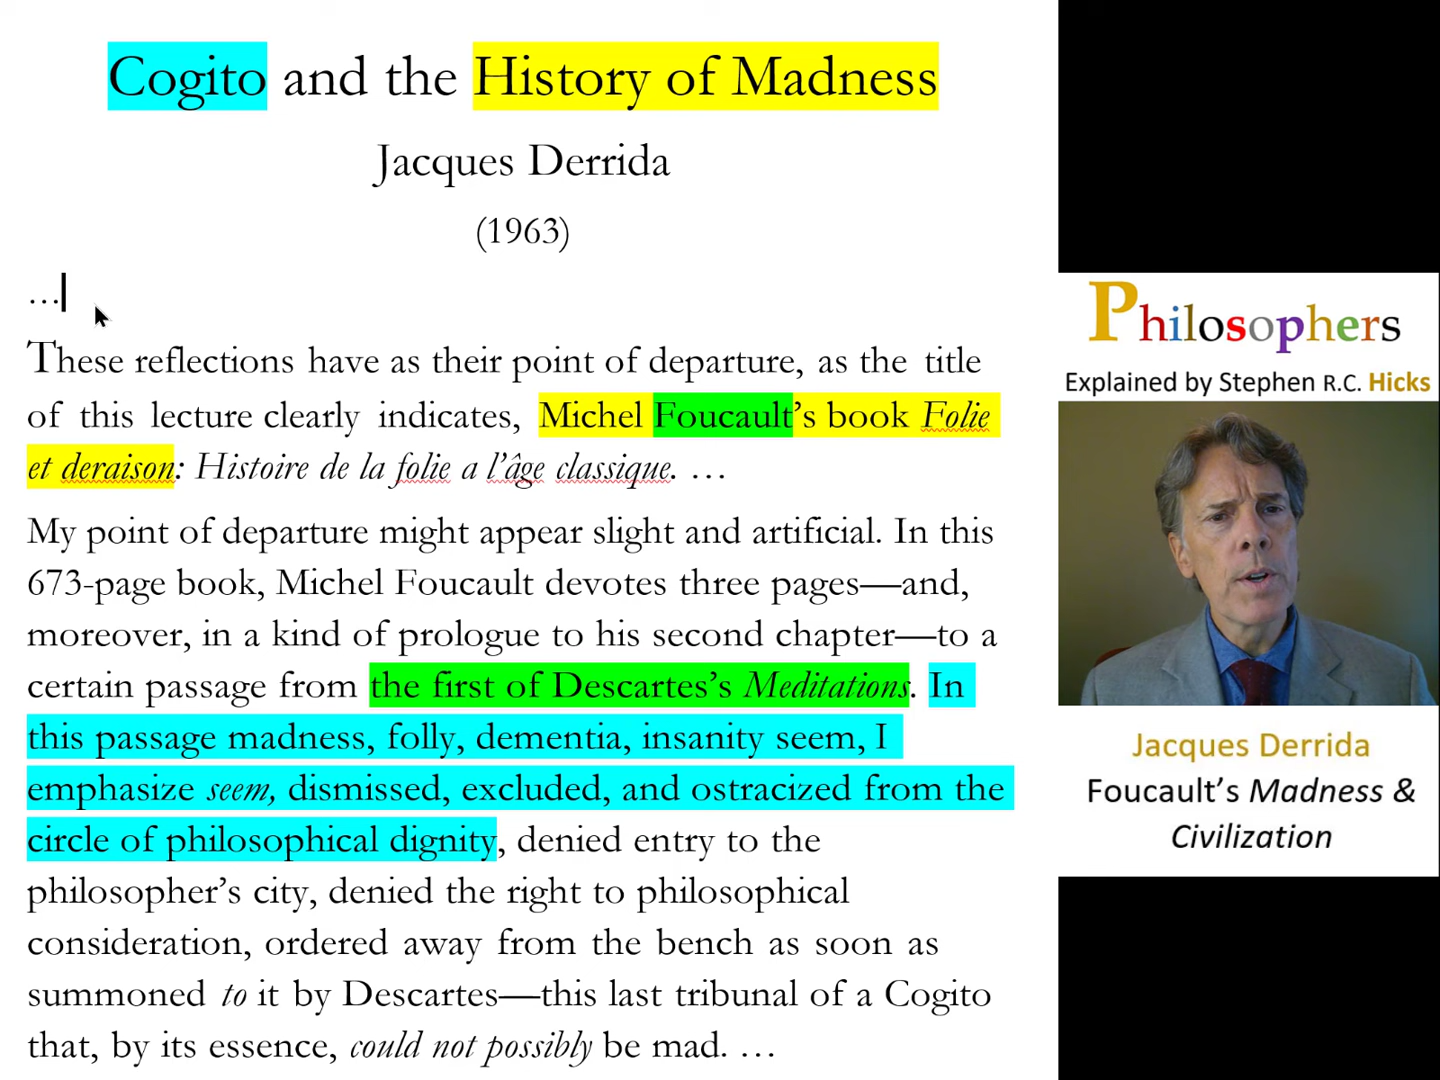 Cogito and the History of Madness
Jacques Derrida
(1963)
...
These reflections have as their point of departure, as the title
of this lecture clearly indicates, Michel Foucault’s book Folie
et deraison: Histoire de la folie a l’âge classique. …
My point of departure might appear slight and artificial. In this
673-page book, Michel Foucault devotes three pages—and,
moreover, in a kind of prologue to his second chapter—to a
certain passage from the first of Descartes’s Meditations. In
this passage madness, folly, dementia, insanity seem, I
emphasize seem, dismissed, excluded, and ostracized from the
circle of philosophical dignity, denied entry to the
philosopher’s city, denied the right to philosophical
consideration, ordered away from the bench as soon as
summoned to it by Descartes—this last tribunal of a Cogito
that, by its essence, could not possibly be mad. …
Philosophers
Explained by Stephen R.C. Hicks
Jacques Derrida
Foucault’s Madness &
Civilization